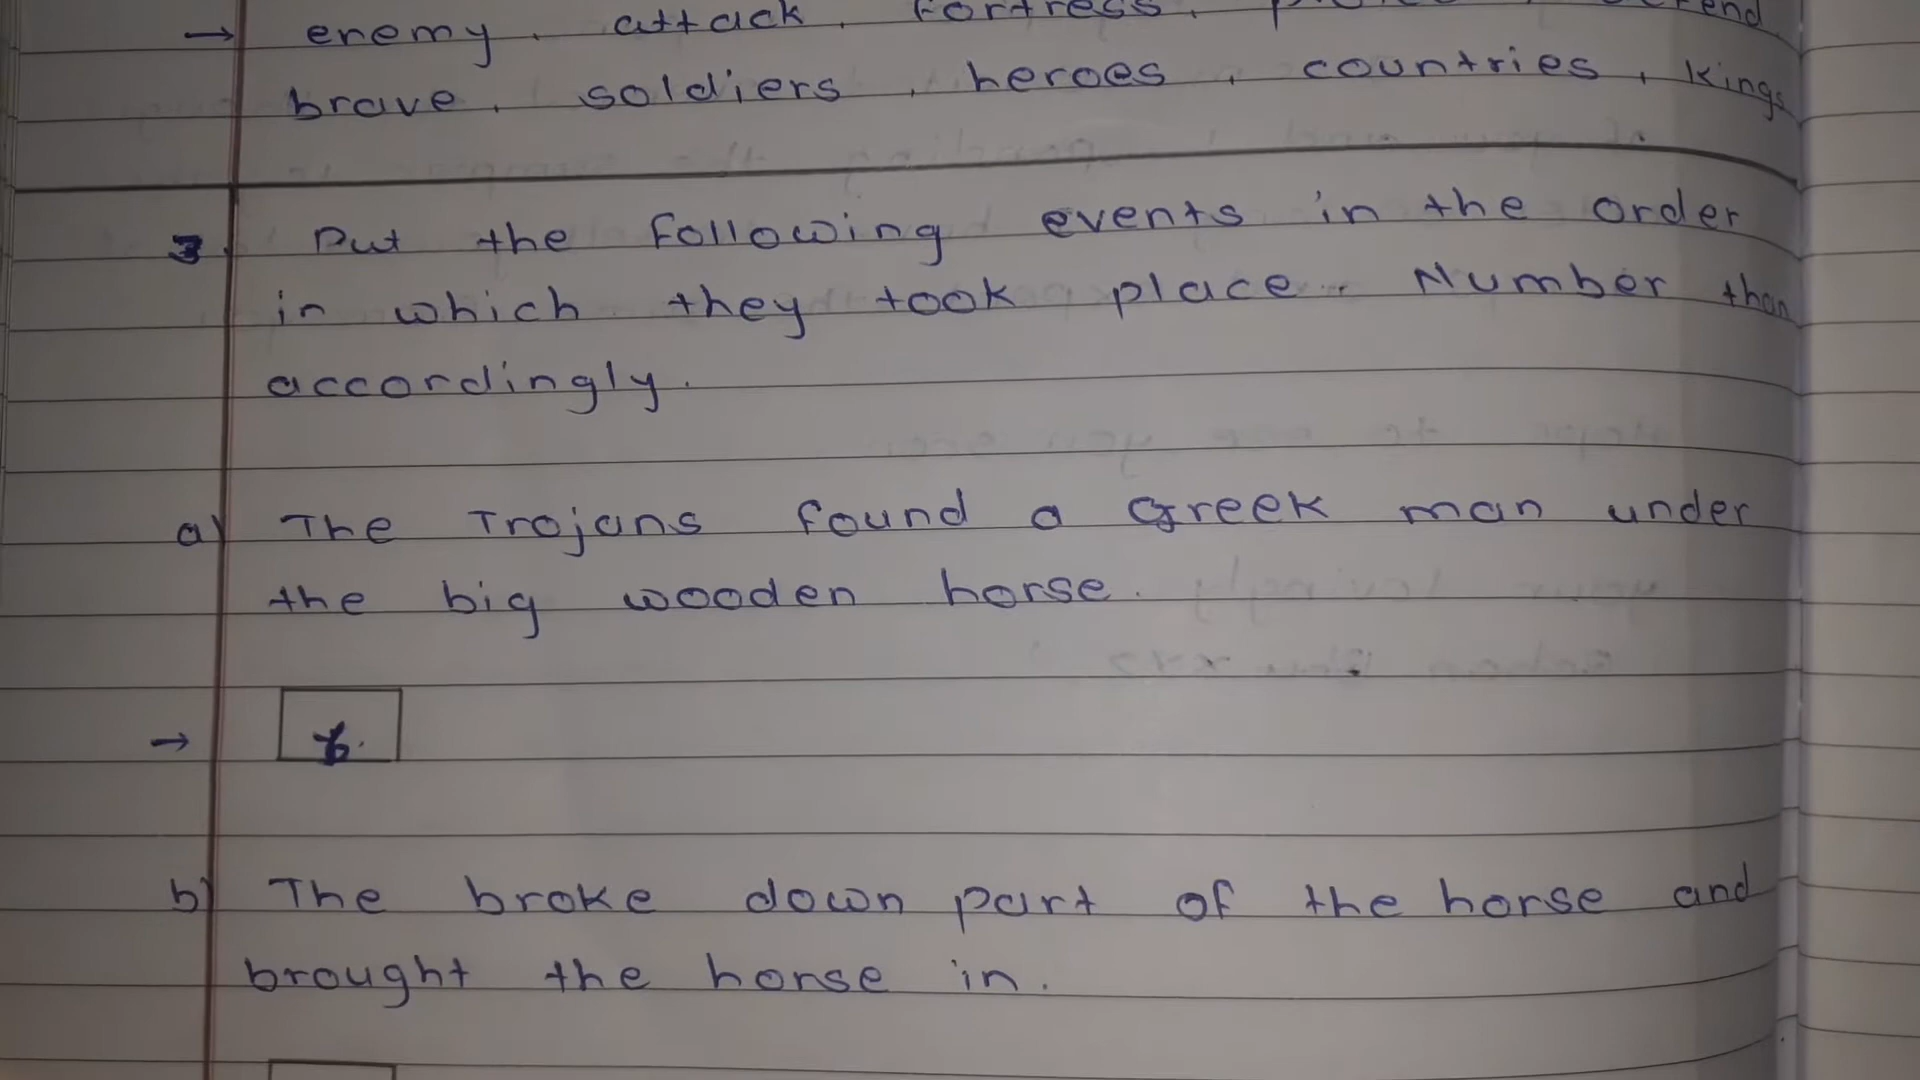 → enemy, attack, fortress,
brave, soldiers, heroes, countries, kings
3. Put the following events in the order
in which they took place. Number than
accordingly.
a) The Trojans found a Greek man under
the big wooden horse.
→ 6.
b) The broke down part of the horse and
brought the horse in.